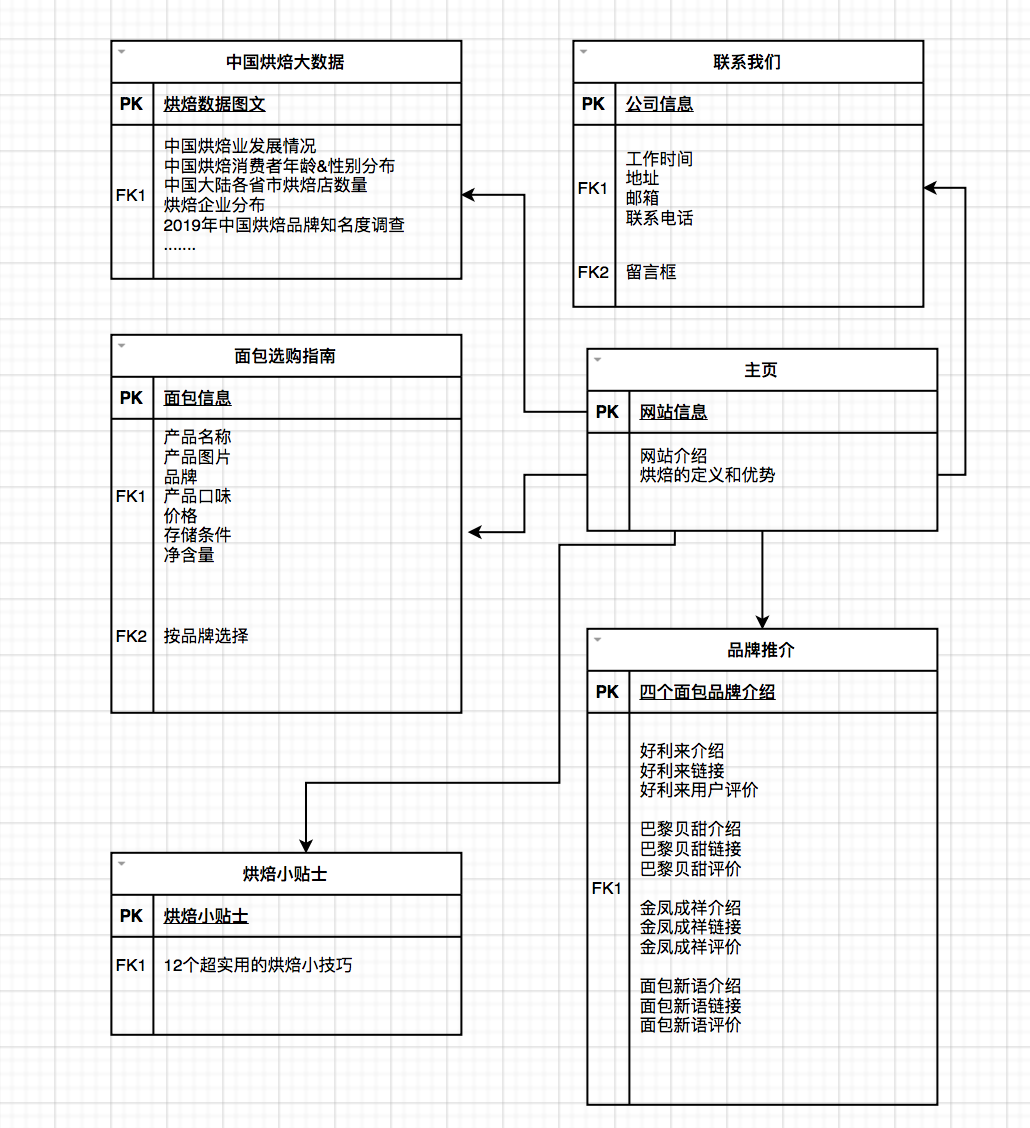 中国烘焙大数据
PK 烘焙数据图文
FK1
中国烘焙业发展情况
中国烘焙消费者年龄&性别分布
中国大陆各省市烘焙店数量
烘焙企业分布
2019年中国烘焙品牌知名度调查
.......
联系我们
PK 公司信息
FK1
工作时间
地址
邮箱
联系电话
FK2 留言框
面包选购指南
PK 面包信息
FK1
产品名称
产品图片
品牌
产品口味
价格
存储条件
净含量
FK2 按品牌选择
主页
PK 网站信息
网站介绍
烘焙的定义和优势
品牌推介
PK 四个面包品牌介绍
FK1
好利来介绍
好利来链接
好利来用户评价
巴黎贝甜介绍
巴黎贝甜链接
巴黎贝甜评价
金凤成祥介绍
金凤成祥链接
金凤成祥评价
面包新语介绍
面包新语链接
面包新语评价
烘焙小贴士
PK 烘焙小贴士
FK1 12个超实用的烘焙小技巧